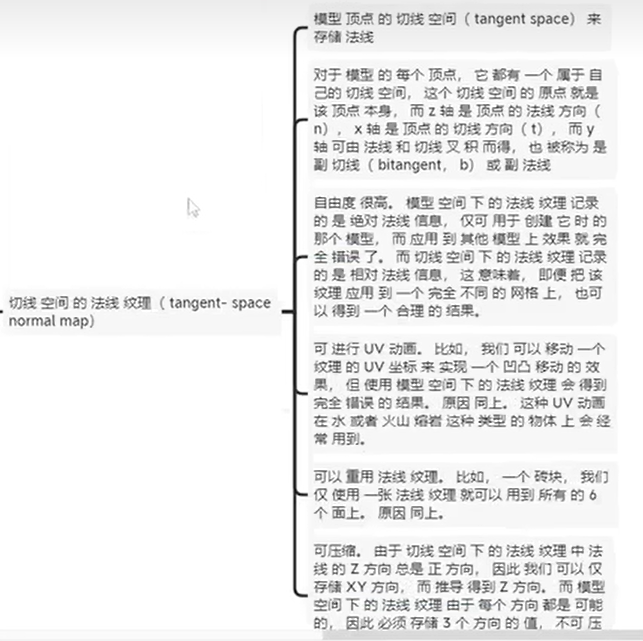 切线空间的法线纹理（tangent- space
normal map）
模型顶点的切线空间（tangent space） 来
存储法线
对于模型的每个顶点，它都有一个属于自
己的切线空间，这个切线空间的原点就是
该顶点本身，而z轴是顶点的法线方向（
n），x轴是顶点的切线方向（t），而y
轴可由法线和切线叉积而得，也被称为是
副切线（bitangent，b）或副法线
自由度很高。模型空间下的法线纹理记录
的是绝对法线信息，仅可用于创建它时的
那个模型，而应用到其他模型上效果就完
全错误了。而切线空间下的法线纹理记录
的是相对法线信息，这意味着，即便把该
纹理应用到一个完全不同的网格上，也可
以得到一个合理的结果。
可进行UV动画。比如，我们可以移动一个
纹理的UV坐标来实现一个凹凸移动的效
果，但使用模型空间下的法线纹理会得到
完全错误的结果。原因同上。这种UV动画
在水或者火山熔岩这种类型的物体上会经
常用到。
可以重用法线纹理。比如，一个砖块，我们
仅使用一张法线纹理就可以用到所有的6
个面上。原因同上。
可压缩。由于切线空间下的法线纹理中法
线的Z方向总是正方向，因此我们可以仅
存储XY方向，而推导得到Z方向。而模型
空间下的法线纹理由于每个方向都是可能
的，因此必须存储3个方向的值，不可压